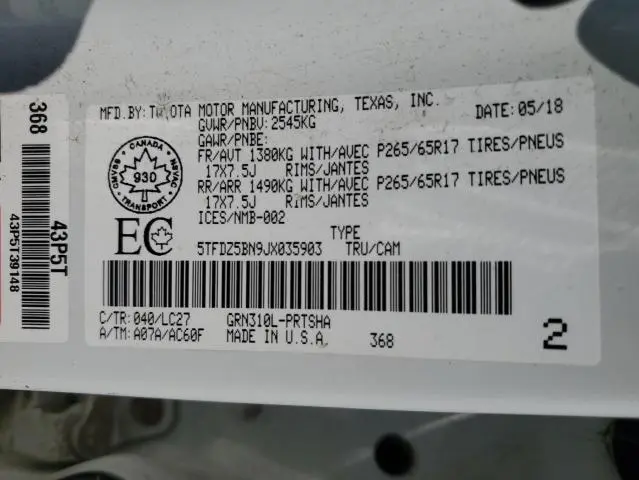 MFD.BY: TOYOTA MOTOR MANUFACTURING, TEXAS, INC. DATE: 05/18
GVWR/PNBV: 2545KG
GAWR/PNBE:
FR/AVT 1380KG WITH/AVEC P265/65R17 TIRES/PNEUS
17X7.5J RIMS/JANTES
RR/ARR 1490KG WITH/AVEC P265/65R17 TIRES/PNEUS
17X7.5J RIMS/JANTES
ICES/NMB-002
TYPE
5TFDZ5BN9JX035903 TRU/CAM
CANADA
CMVSS NSVAC
930
TRANSPORT
EC
C/TR: 040/LC27 GRN310L-PRTSHA
A/TM: A07A/AC60F MADE IN U.S.A. 368
2
368
43P5T
43P5T39148